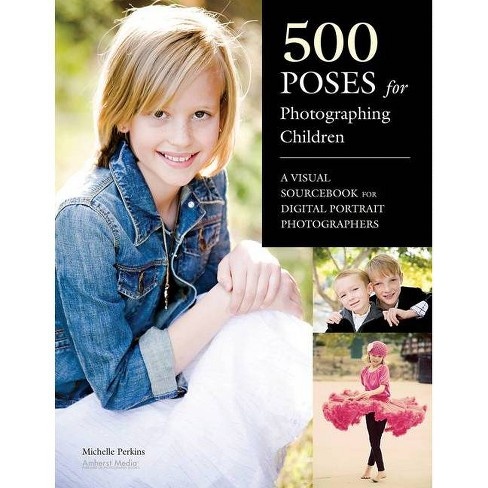 500
POSES for
Photographing
Children
A VISUAL
SOURCEBOOK FOR
DIGITAL PORTRAIT
PHOTOGRAPHERS
Michelle Perkins
Amherst Media